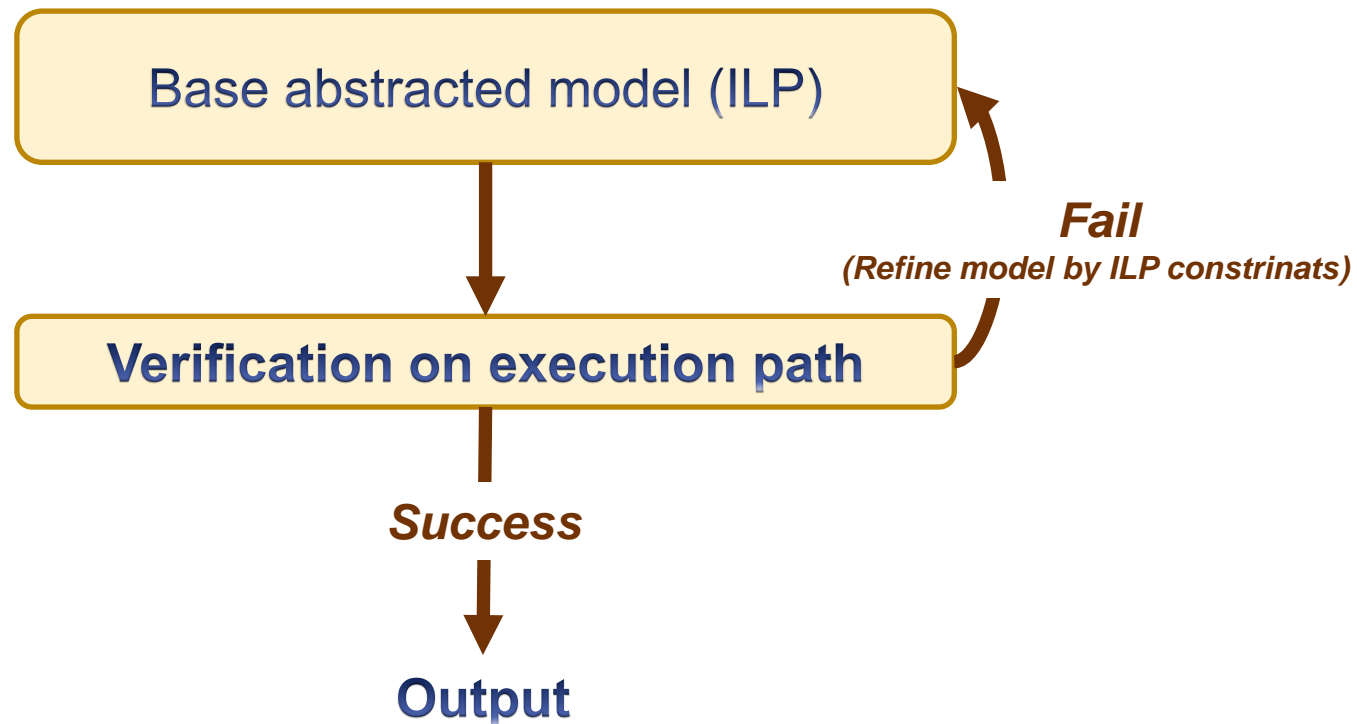 Base abstracted model (ILP)
Fail
(Refine model by ILP constrinats)
Verification on execution path
Success
Output